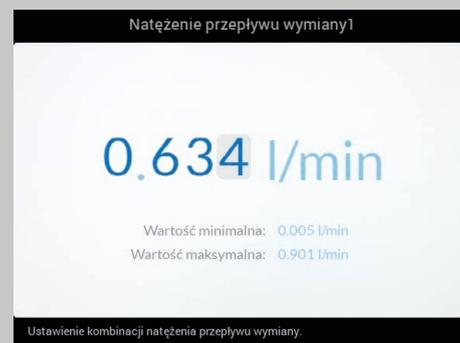 Natężenie przepływu wymiany1
0.634 l/min
Wartość minimalna: 0.005 l/min
Wartość maksymalna: 0.901 l/min
Ustawienie kombinacji natężenia przepływu wymiany.